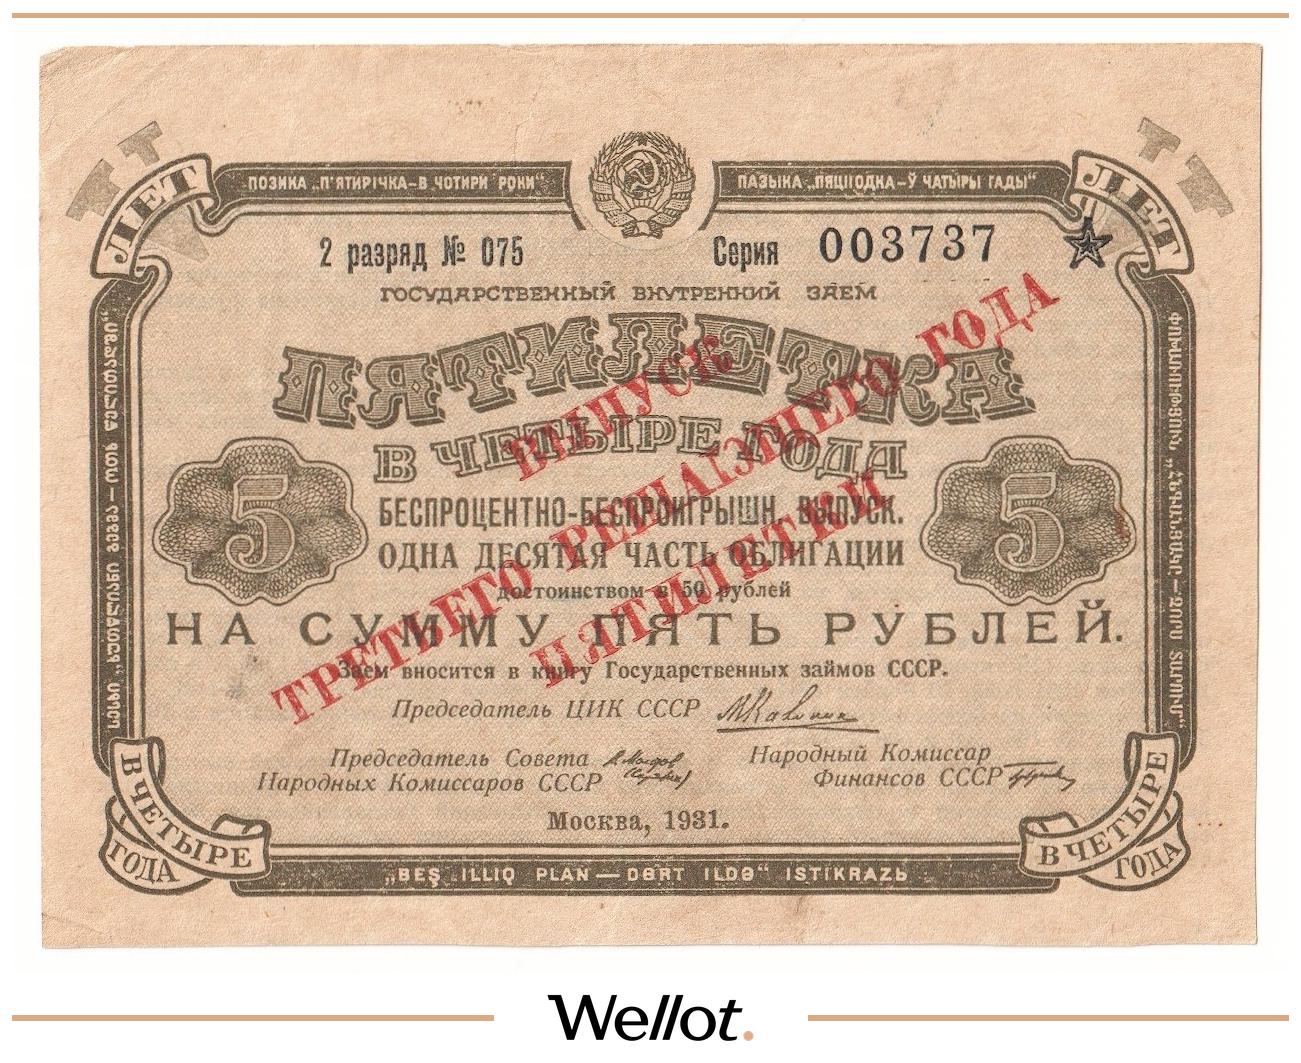 ПОЗИКА „П'ЯТИРІЧКА-В ЧОТИРИ РОКИ“
ПАЗЫКА „ПЯЦІГОДКА-Ў ЧАТЫРЫ ГАДЫ“
ЛЕТ
ЛЕТ
2 разряд № 075
Серия 003737
ГОСУДАРСТВЕННЫЙ ВНУТРЕННИЙ ЗАЕМ
ПЯТИЛЕТКА
В ЧЕТЫРЕ ГОДА
ВЫПУСК
ТРЕТЬЕГО РЕШАЮЩЕГО ГОДА
ПЯТИЛЕТКИ
5
5
БЕСПРОЦЕНТНО-БЕСПРОИГРЫШН. ВЫПУСК.
ОДНА ДЕСЯТАЯ ЧАСТЬ ОБЛИГАЦИИ
достоинством в 50 рублей
НА СУММУ ПЯТЬ РУБЛЕЙ.
Заем вносится в книгу Государственных займов СССР.
Председатель ЦИК СССР
Председатель Совета
Народных Комиссаров СССР
Народный Комиссар
Финансов СССР
Москва, 1931.
В ЧЕТЫРЕ
ГОДА
В ЧЕТЫРЕ
ГОДА
„BEŞ ILLIQ PLAN — DƏRT ILDƏ“ ISTIKRAZЬ
Wellot.